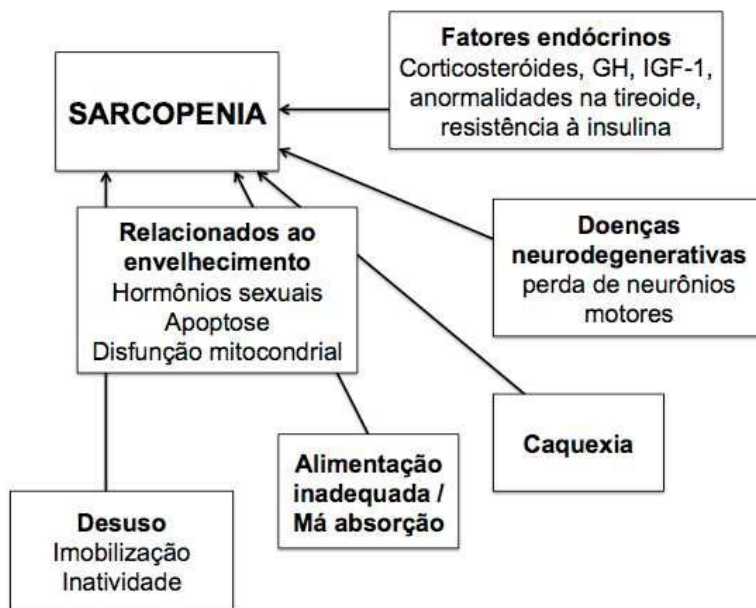 SARCOPENIA
Fatores endócrinos
Corticosteróides, GH, IGF-1,
anormalidades na tireoide,
resistência à insulina
Relacionados ao
envelhecimento
Hormônios sexuais
Apoptose
Disfunção mitocondrial
Doenças
neurodegenerativas
perda de neurônios
motores
Caquexia
Alimentação
inadequada /
Má absorção
Desuso
Imobilização
Inatividade